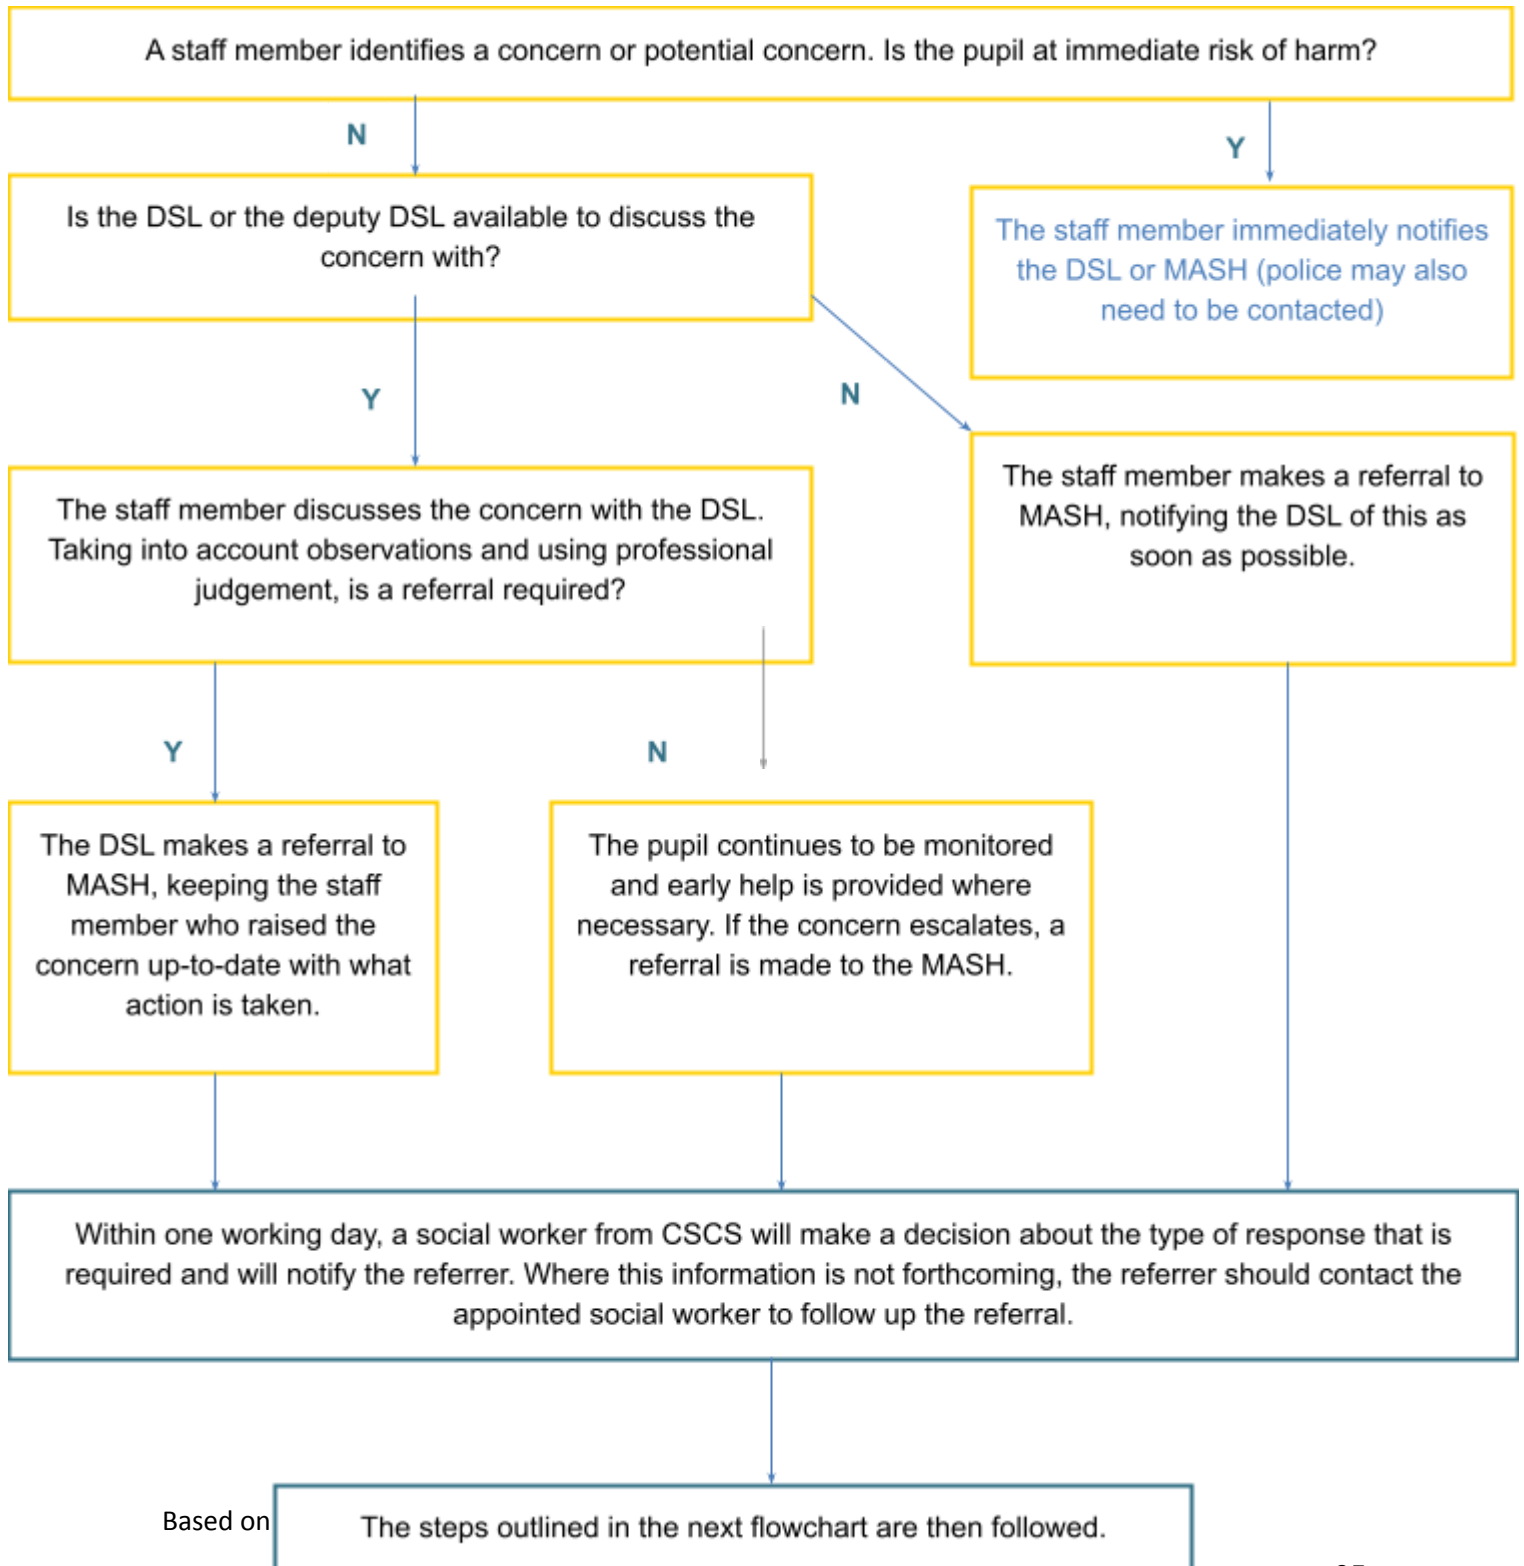 A staff member identifies a concern or potential concern. Is the pupil at immediate risk of harm?
N
Y
Is the DSL or the deputy DSL available to discuss the
concern with?
The staff member immediately notifies
the DSL or MASH (police may also
need to be contacted)
Y
N
The staff member discusses the concern with the DSL.
Taking into account observations and using professional
judgement, is a referral required?
The staff member makes a referral to
MASH, notifying the DSL of this as
soon as possible.
Y
N
The DSL makes a referral to
MASH, keeping the staff
member who raised the
concern up-to-date with what
action is taken.
The pupil continues to be monitored
and early help is provided where
necessary. If the concern escalates, a
referral is made to the MASH.
Within one working day, a social worker from CSCS will make a decision about the type of response that is
required and will notify the referrer. Where this information is not forthcoming, the referrer should contact the
appointed social worker to follow up the referral.
Based on
The steps outlined in the next flowchart are then followed.